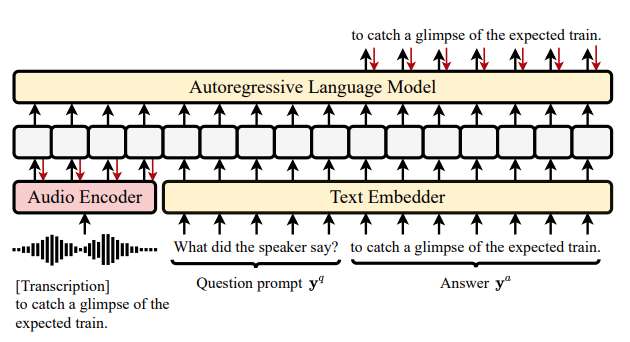 to catch a glimpse of the expected train.
Autoregressive Language Model
Audio Encoder
Text Embedder
What did the speaker say?
to catch a glimpse of the expected train.
Question prompt y^q
Answer y^a
[Transcription]
to catch a glimpse of the
expected train.